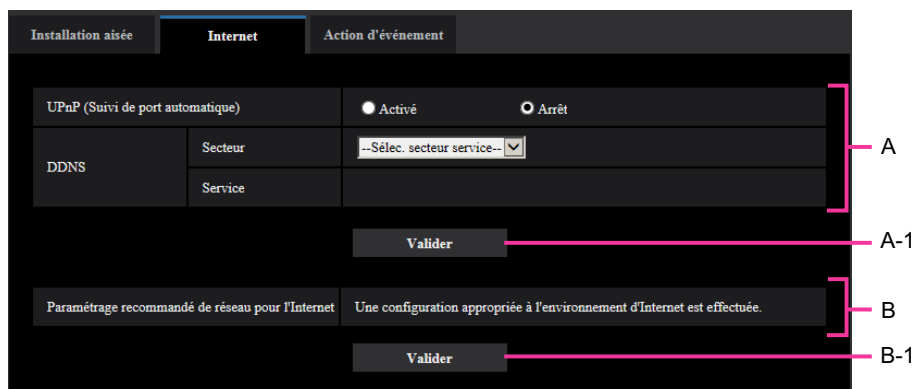 Installation aisée Internet Action d'événement
UPnP (Suivi de port automatique) Activé Arrêt
A
DDNS Secteur --Sélec. secteur service--
Service
Valider A-1
Paramétrage recommandé de réseau pour l'Internet Une configuration appropriée à l'environnement d'Internet est effectuée. B
Valider B-1